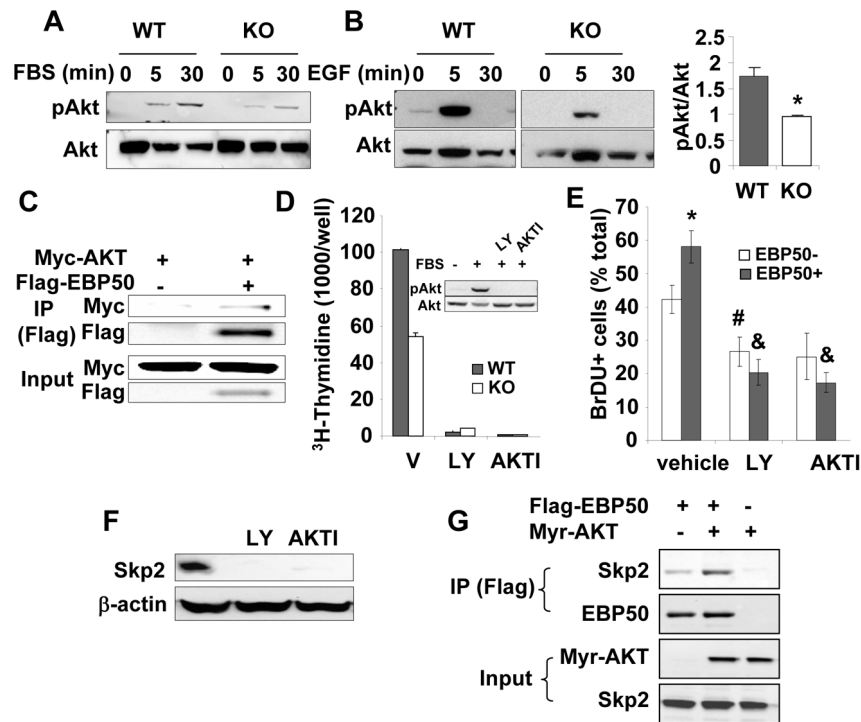 A
WT KO
FBS (min) 0 5 30 0 5 30
pAkt
Akt
B
WT KO
EGF (min) 0 5 30 0 5 30
pAkt
Akt
pAkt/Akt
2.5
2
1.5
1
0.5
0
*
WT KO
C
Myc-AKT + +
Flag-EBP50 - +
IP Myc
(Flag) Flag
Input Myc
Flag
D
³H-Thymidine (1000/well)
120
100
80
60
40
20
0
LY AKTI
FBS - + + +
pAkt
Akt
WT
KO
V LY AKTI
E
BrDU+ cells (% total)
70
60
50
40
30
20
10
0
*
EBP50-
EBP50+
# & &
vehicle LY AKTI
F
LY AKTI
Skp2
β-actin
G
Flag-EBP50 + + -
Myr-AKT - + +
IP (Flag) Skp2
EBP50
Input Myr-AKT
Skp2